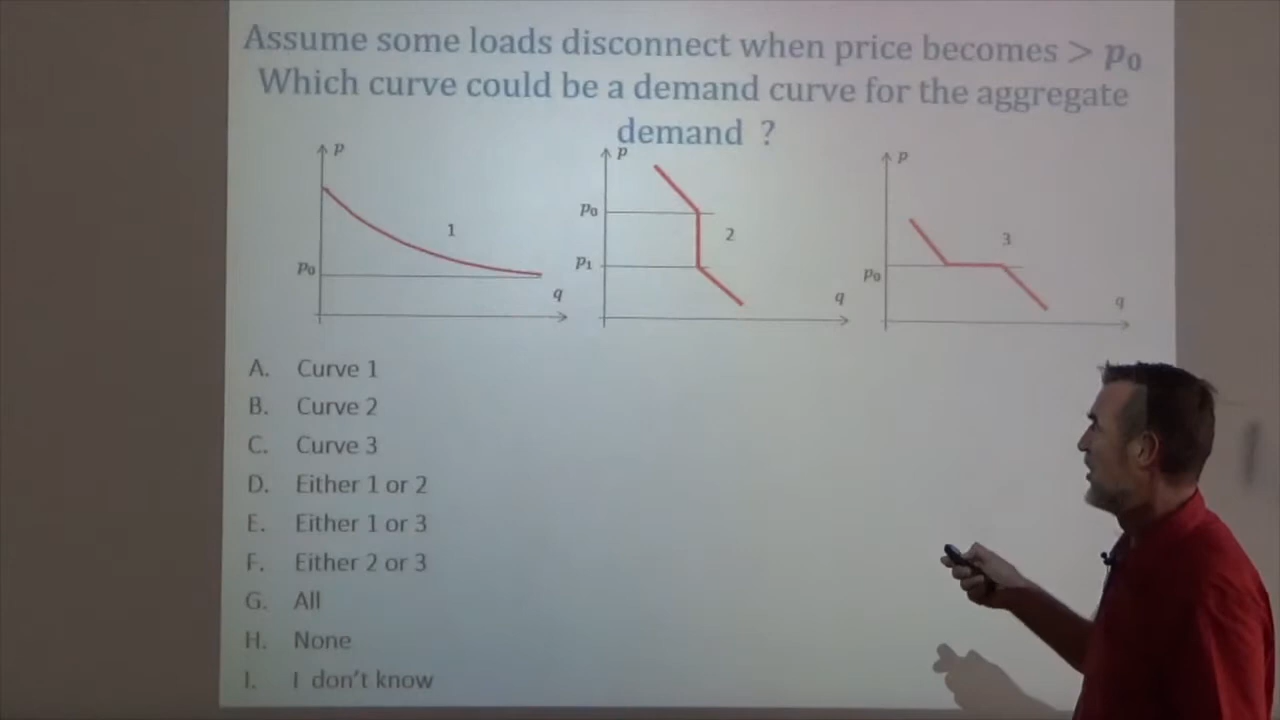 Assume some loads disconnect when price becomes > p₀
Which curve could be a demand curve for the aggregate
demand ?
p
p₀
1
q
p
p₀
p₁
2
q
p
p₀
3
q
A. Curve 1
B. Curve 2
C. Curve 3
D. Either 1 or 2
E. Either 1 or 3
F. Either 2 or 3
G. All
H. None
I. I don't know